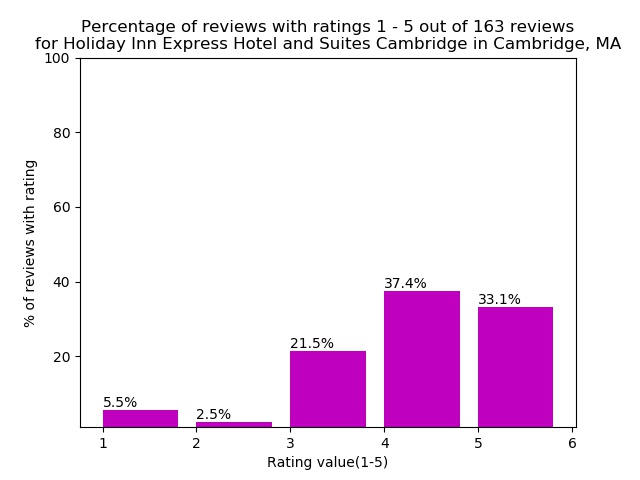 Percentage of reviews with ratings 1 - 5 out of 163 reviews
for Holiday Inn Express Hotel and Suites Cambridge in Cambridge, MA
100
80
60
40
20
% of reviews with rating
5.5%
2.5%
21.5%
37.4%
33.1%
1 2 3 4 5 6
Rating value(1-5)